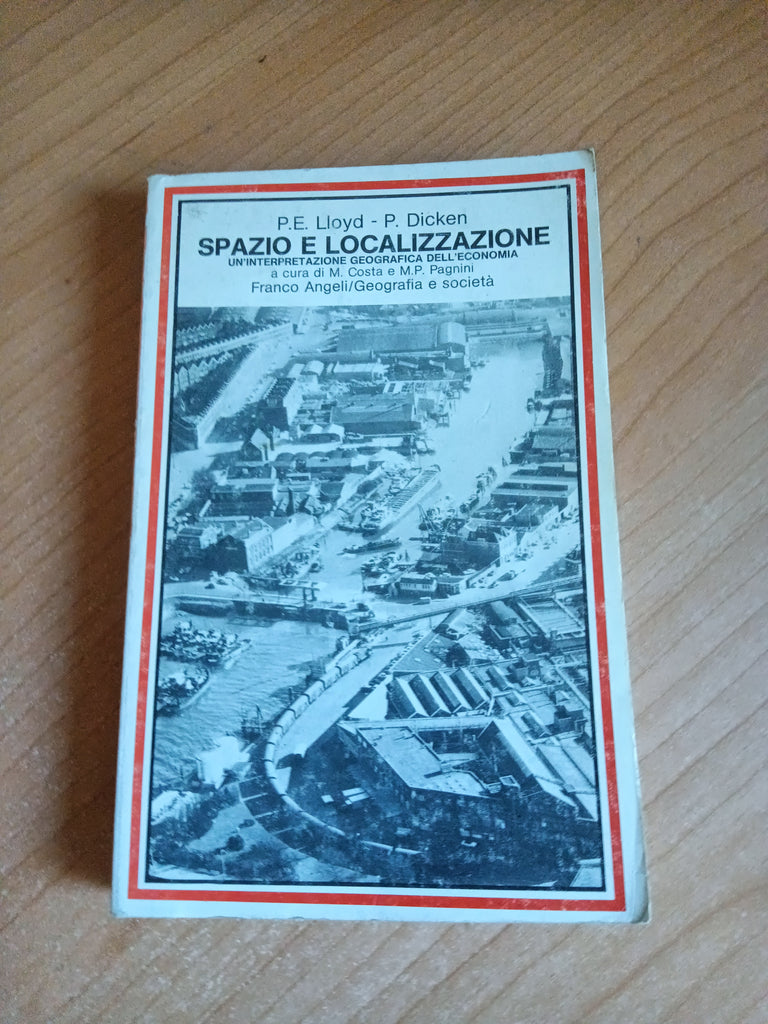 P.E. Lloyd - P. Dicken
SPAZIO E LOCALIZZAZIONE
UN'INTERPRETAZIONE GEOGRAFICA DELL'ECONOMIA
a cura di M. Costa e M.P. Pagnini
Franco Angeli/Geografia e società